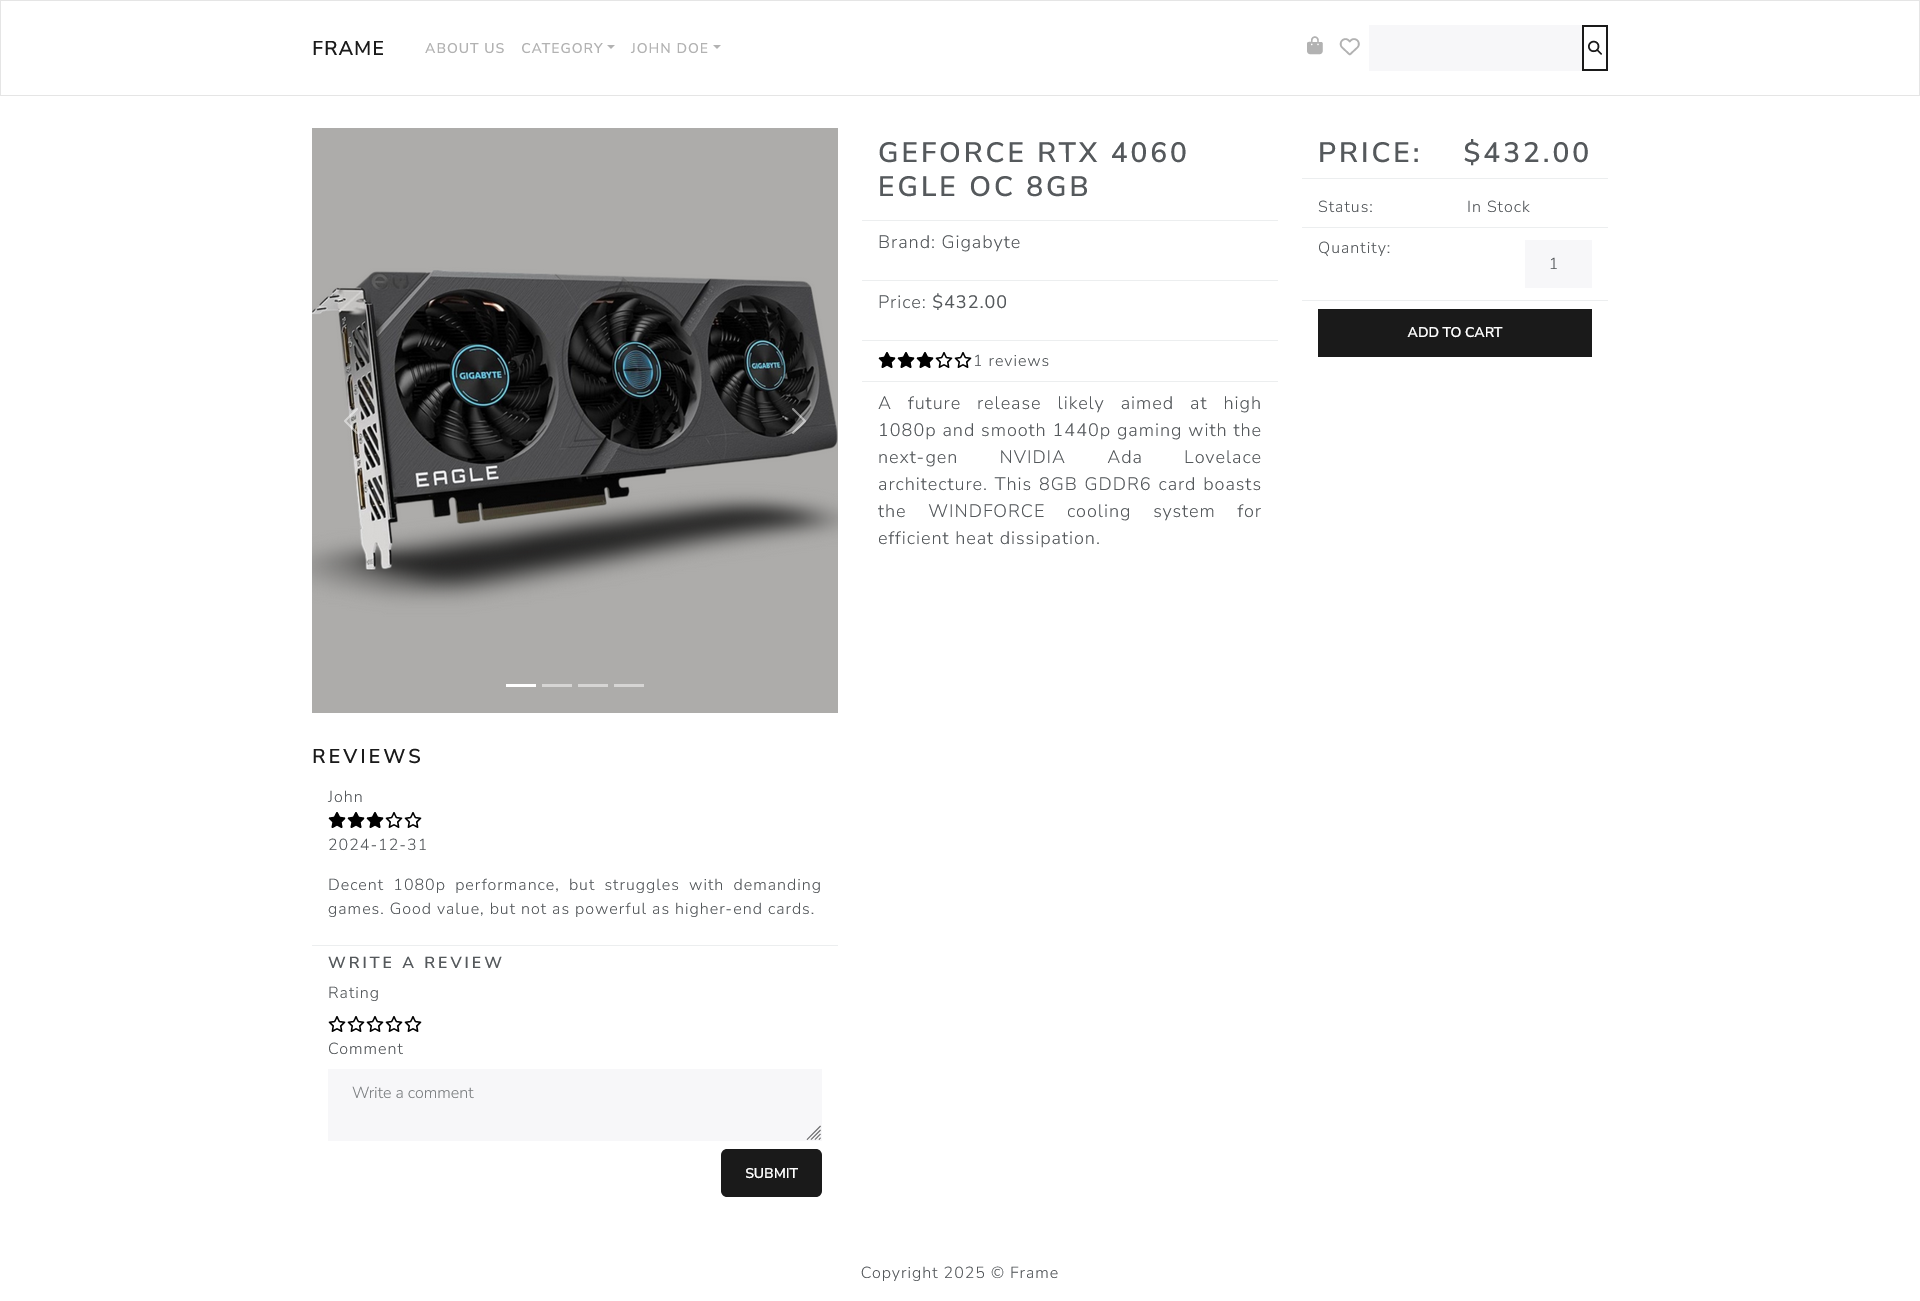 FRAME
ABOUT US
CATEGORY
JOHN DOE
GIGABYTE
GIGABYTE
EAGLE
GEFORCE RTX 4060
EGLE OC 8GB
Brand: Gigabyte
Price: $432.00
1 reviews
A future release likely aimed at high
1080p and smooth 1440p gaming with the
next-gen NVIDIA Ada Lovelace
architecture. This 8GB GDDR6 card boasts
the WINDFORCE cooling system for
efficient heat dissipation.
PRICE: $432.00
Status: In Stock
Quantity: 1
ADD TO CART
REVIEWS
John
2024-12-31
Decent 1080p performance, but struggles with demanding
games. Good value, but not as powerful as higher-end cards.
WRITE A REVIEW
Rating
Comment
Write a comment
SUBMIT
Copyright 2025 © Frame